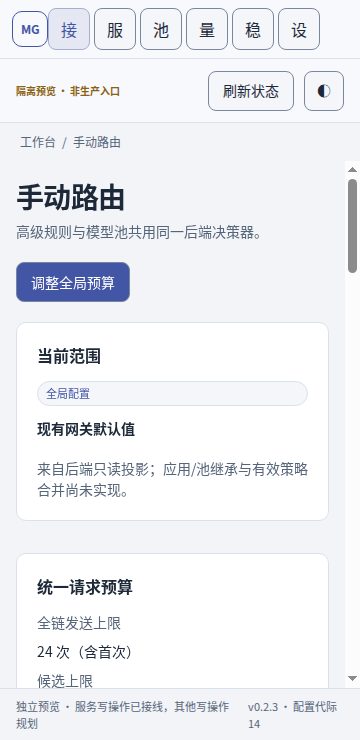 MG 接 服 池 量 稳 设
隔离预览 · 非生产入口 刷新状态
工作台 / 手动路由
手动路由
高级规则与模型池共用同一后端决策器。
调整全局预算
当前范围
全局配置
现有网关默认值
来自后端只读投影；应用/池继承与有效策略
合并尚未实现。
统一请求预算
全链发送上限
24 次（含首次）
候选上限
独立预览 · 服务写操作已接线，其他写操作
规划
v0.2.3 · 配置代际
14